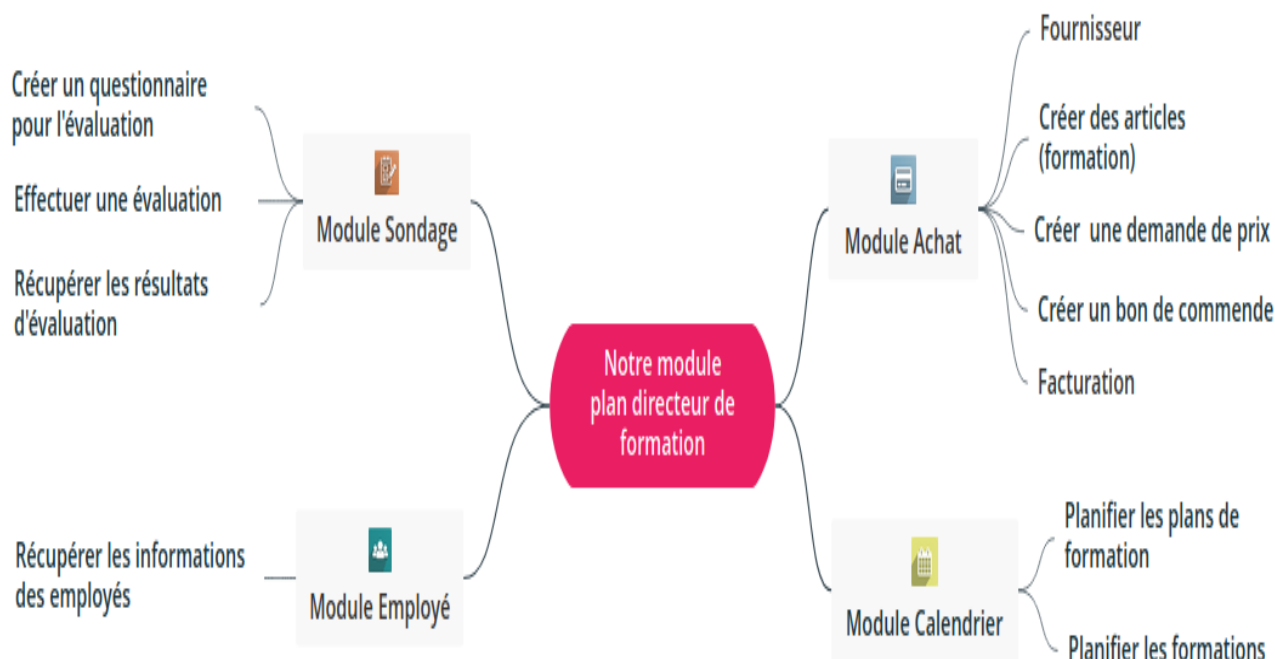 Créer un questionnaire
pour l'évaluation
Effectuer une évaluation
Récupérer les résultats
d'évaluation
Module Sondage
Récupérer les informations
des employés
Module Employé
Notre module
plan directeur de
formation
Module Achat
Fournisseur
Créer des articles
(formation)
Créer une demande de prix
Créer un bon de commende
Facturation
Module Calendrier
Planifier les plans de
formation
Planifier les formations